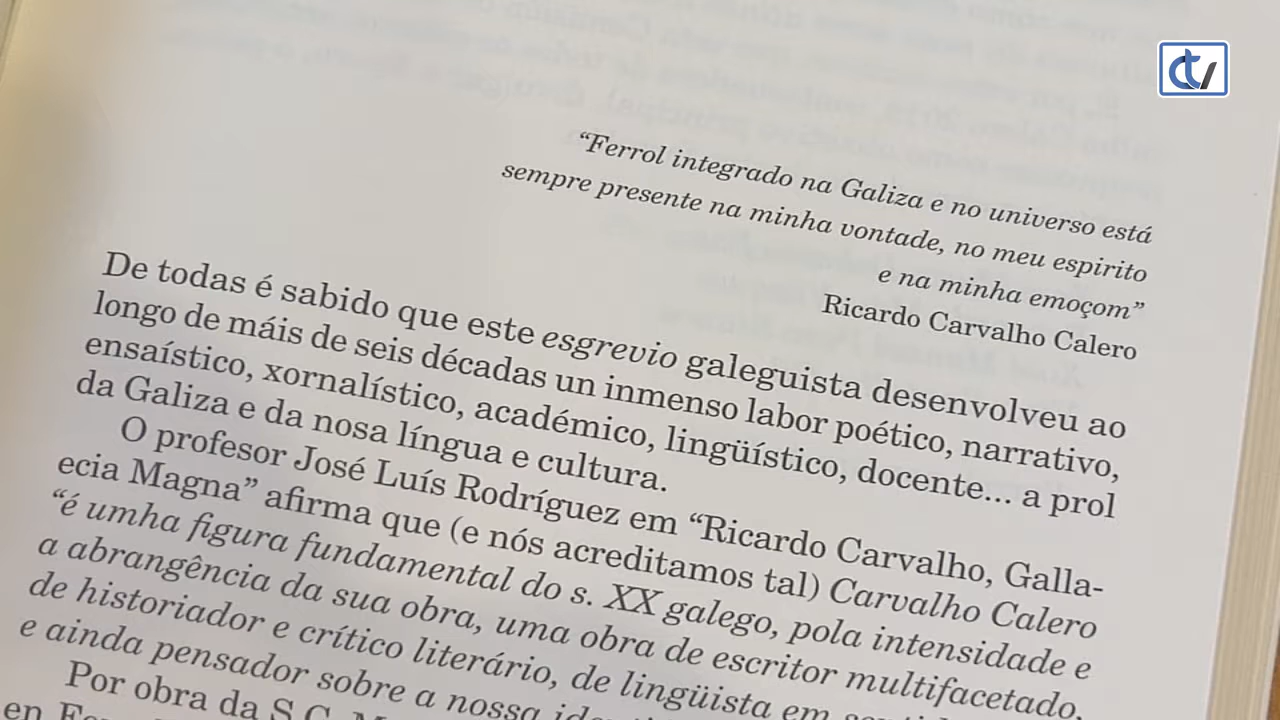 “Ferrol integrado na Galiza e no universo está
sempre presente na minha vontade, no meu espirito
e na minha emoçom”
Ricardo Carvalho Calero
De todas é sabido que este esgrevio galeguista desenvolveu ao
longo de máis de seis décadas un inmenso labor poético, narrativo,
ensaístico, xornalístico, académico, lingüístico, docente... a prol
da Galiza e da nosa língua e cultura.
O profesor José Luís Rodríguez em “Ricardo Carvalho, Galla-
ecia Magna” afirma que (e nós acreditamos tal) Carvalho Calero
“é umha figura fundamental do s. XX galego, pola intensidade e
a abrangência da sua obra, uma obra de escritor multifacetado,
de historiador e crítico literário, de lingüista em
e ainda pensador sobre a nossa
Por obra da S.C.
en